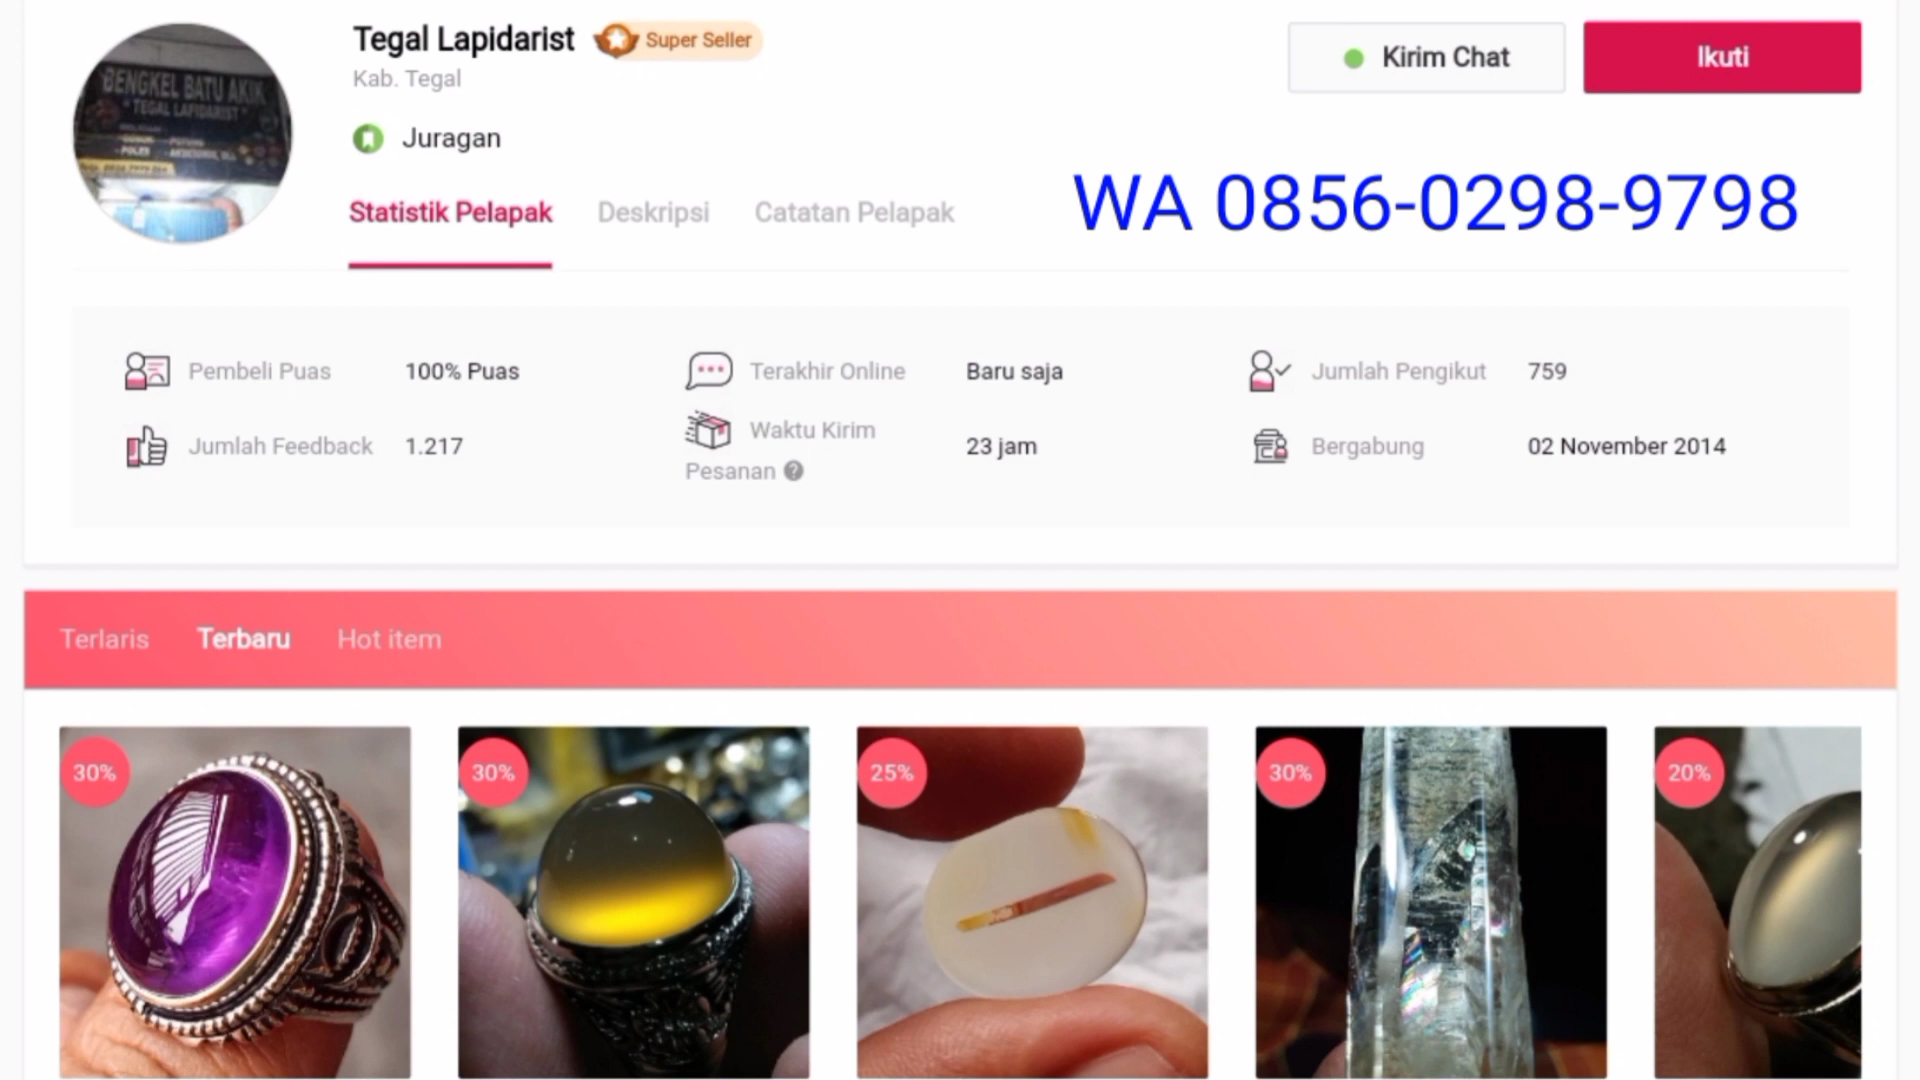 Tegal Lapidarist
Super Seller
Kab. Tegal
Juragan
Kirim Chat
Ikuti
BENGKEL BATU AKIK
"TEGAL LAPIDARIST"
Statistik Pelapak
Deskripsi
Catatan Pelapak
WA 0856-0298-9798
Pembeli Puas
100% Puas
Terakhir Online
Baru saja
Jumlah Pengikut
759
Jumlah Feedback
1.217
Waktu Kirim
Pesanan ?
23 jam
Bergabung
02 November 2014
Terlaris
Terbaru
Hot item
30%
30%
25%
30%
20%